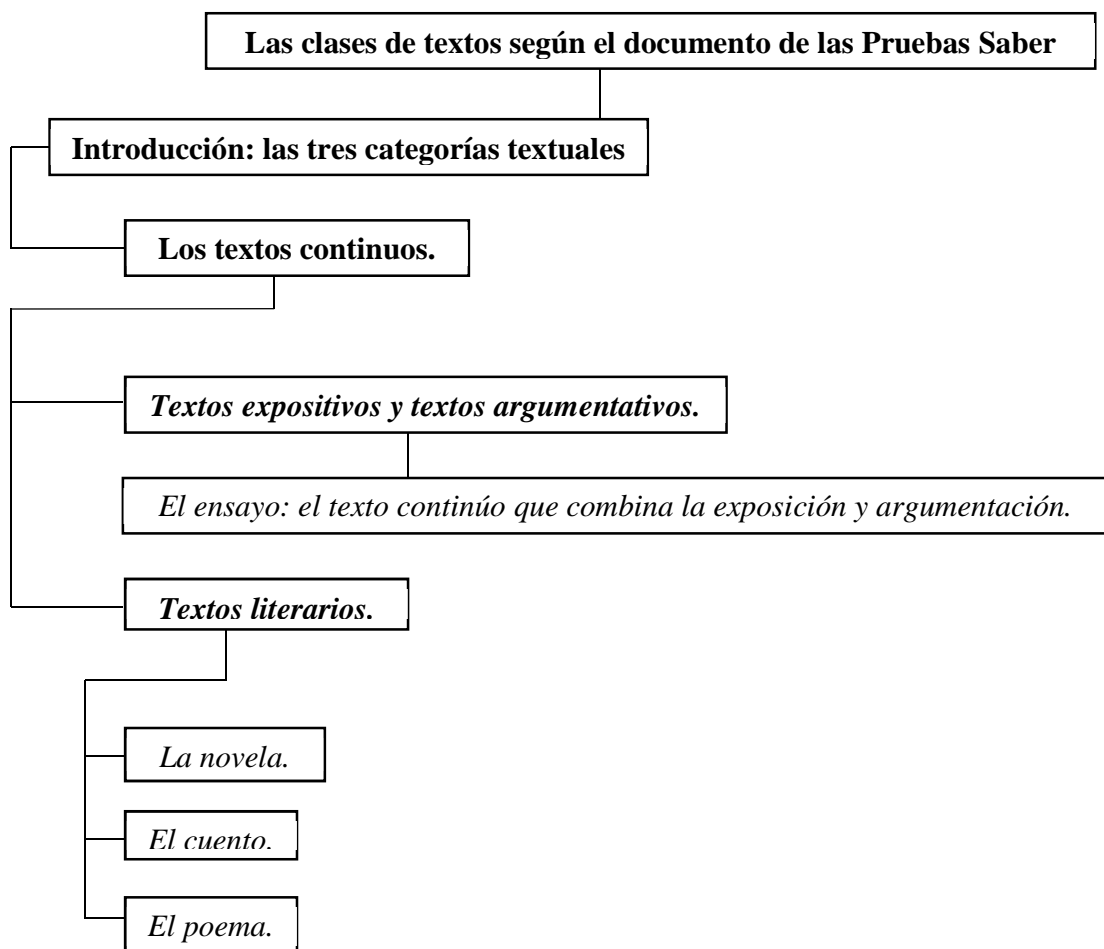 Las clases de textos según el documento de las Pruebas Saber
Introducción: las tres categorías textuales
Los textos continuos.
Textos expositivos y textos argumentativos.
El ensayo: el texto continúo que combina la exposición y argumentación.
Textos literarios.
La novela.
El cuento.
El poema.